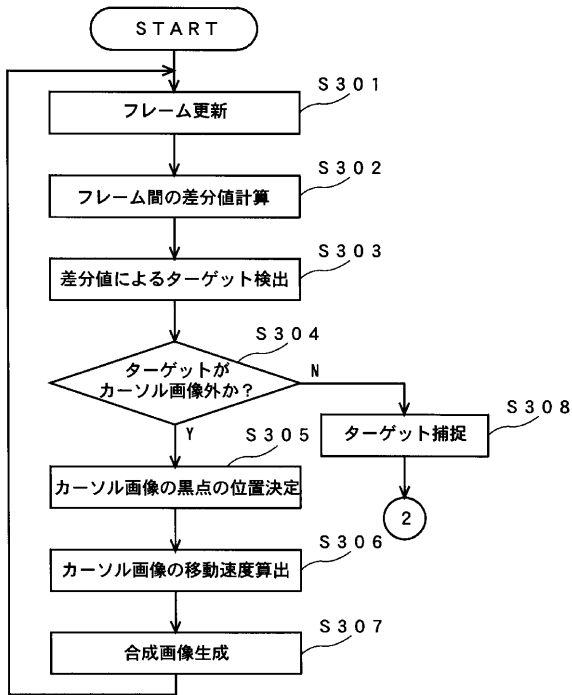 START
S301
フレーム更新
S302
フレーム間の差分値計算
S303
差分値によるターゲット検出
S304
ターゲットが
カーソル画像外か？
N
Y
S308
ターゲット捕捉
2
S305
カーソル画像の黒点の位置決定
S306
カーソル画像の移動速度算出
S307
合成画像生成